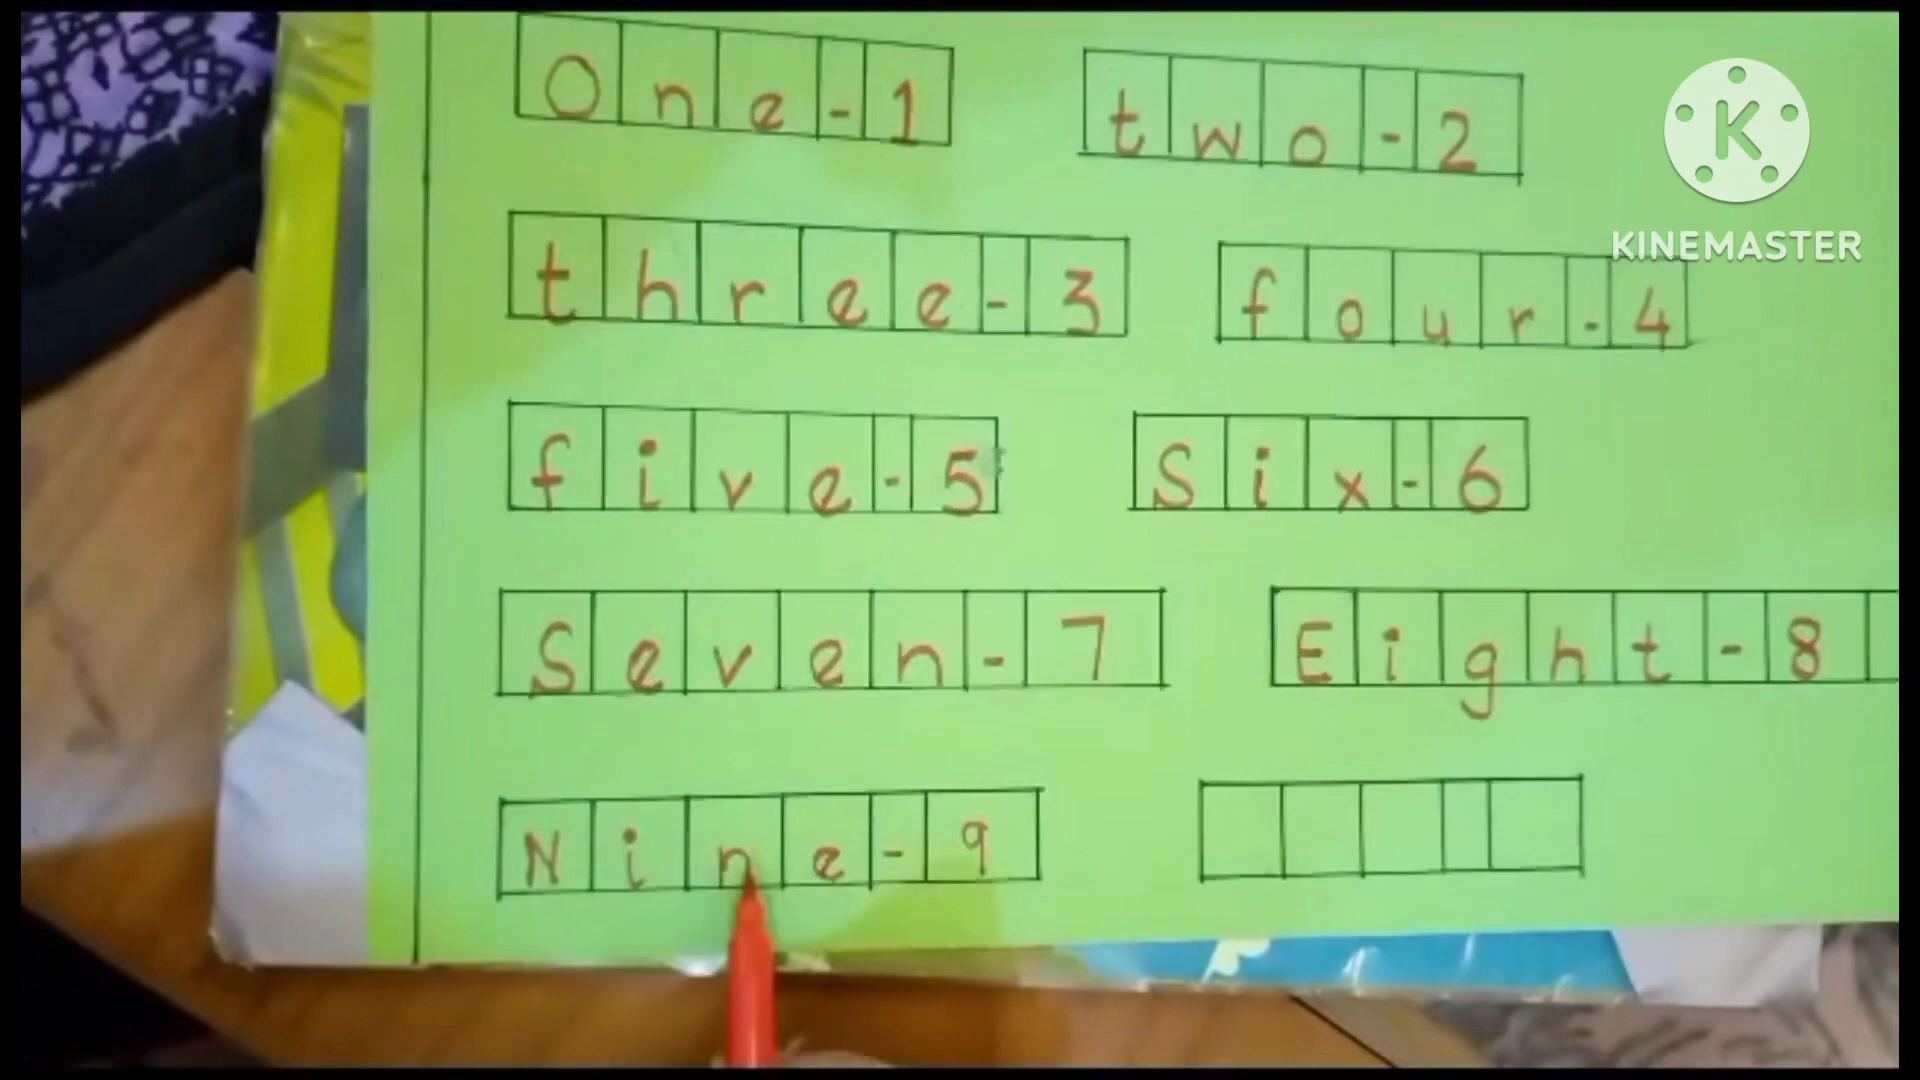 One-1 two-2
K
KINEMASTER
three-3 four-4
five-5 Six-6
Seven-7 Eight-8
Nine-9